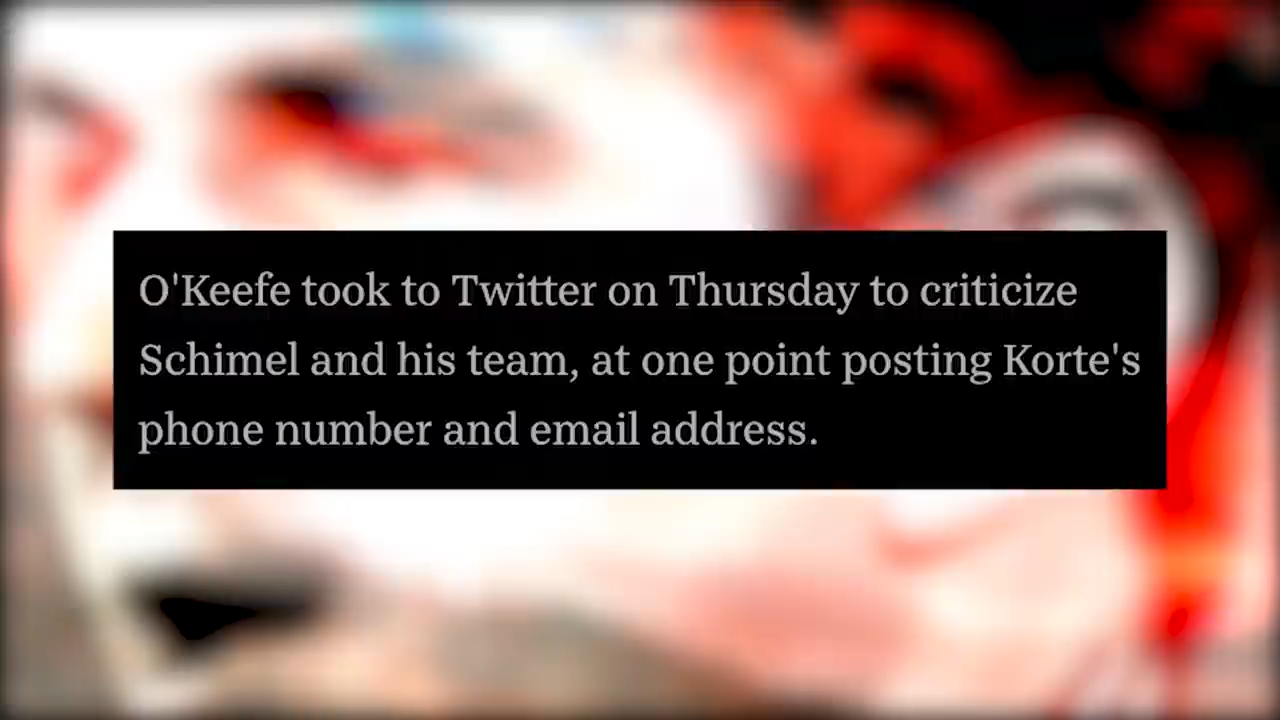 O'Keefe took to Twitter on Thursday to criticize
Schimel and his team, at one point posting Korte's
phone number and email address.